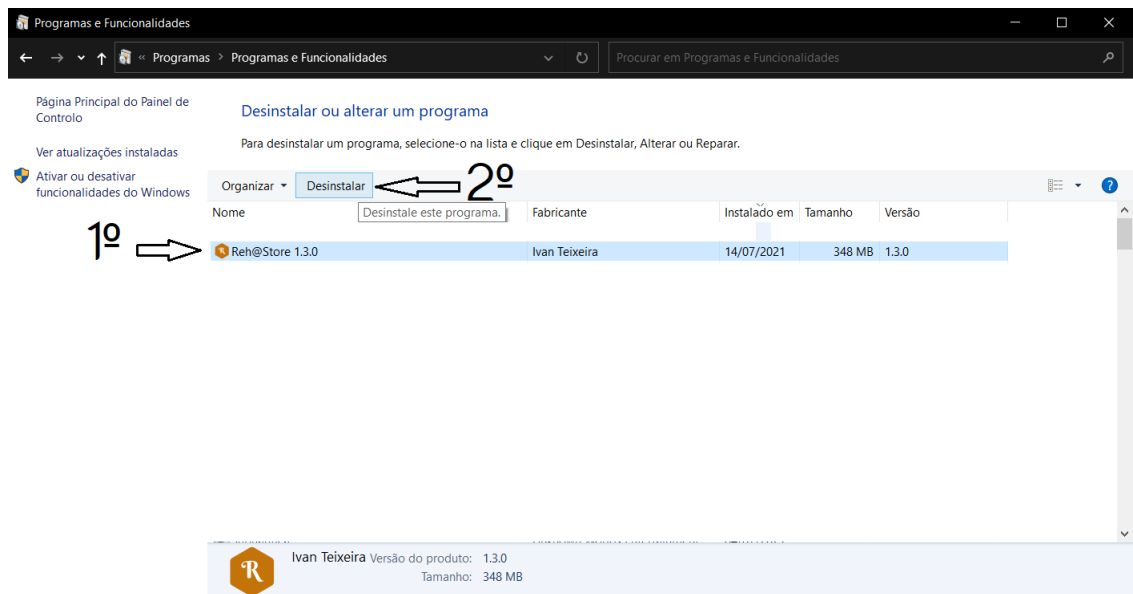 Programas e Funcionalidades
« Programas > Programas e Funcionalidades
Procurar em Programas e Funcionalidades
Página Principal do Painel de
Controlo
Ver atualizações instaladas
Ativar ou desativar
funcionalidades do Windows
Desinstalar ou alterar um programa
Para desinstalar um programa, selecione-o na lista e clique em Desinstalar, Alterar ou Reparar.
Organizar Desinstalar 2º
Desinstale este programa.
Nome Fabricante Instalado em Tamanho Versão
1º
Reh@Store 1.3.0 Ivan Teixeira 14/07/2021 348 MB 1.3.0
Ivan Teixeira Versão do produto: 1.3.0
Tamanho: 348 MB